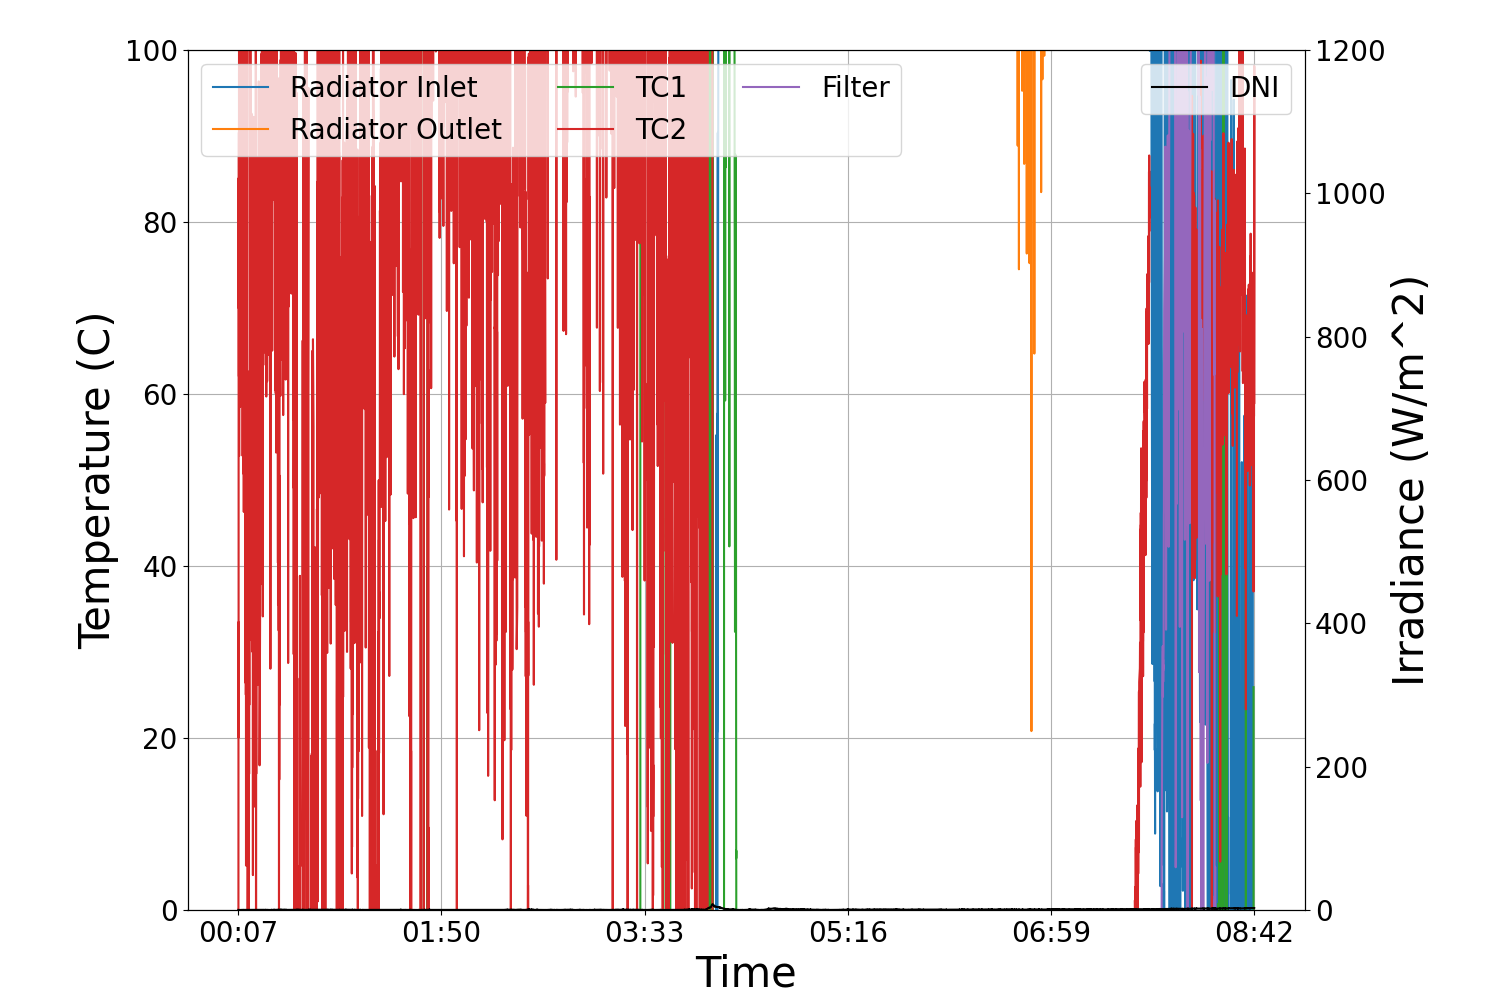 Radiator Inlet
Radiator Outlet
TC1
TC2
Filter
DNI
Temperature (C)
100
80
60
40
20
0
Irradiance (W/m^2)
1200
1000
800
600
400
200
0
00:07 01:50 03:33 05:16 06:59 08:42
Time